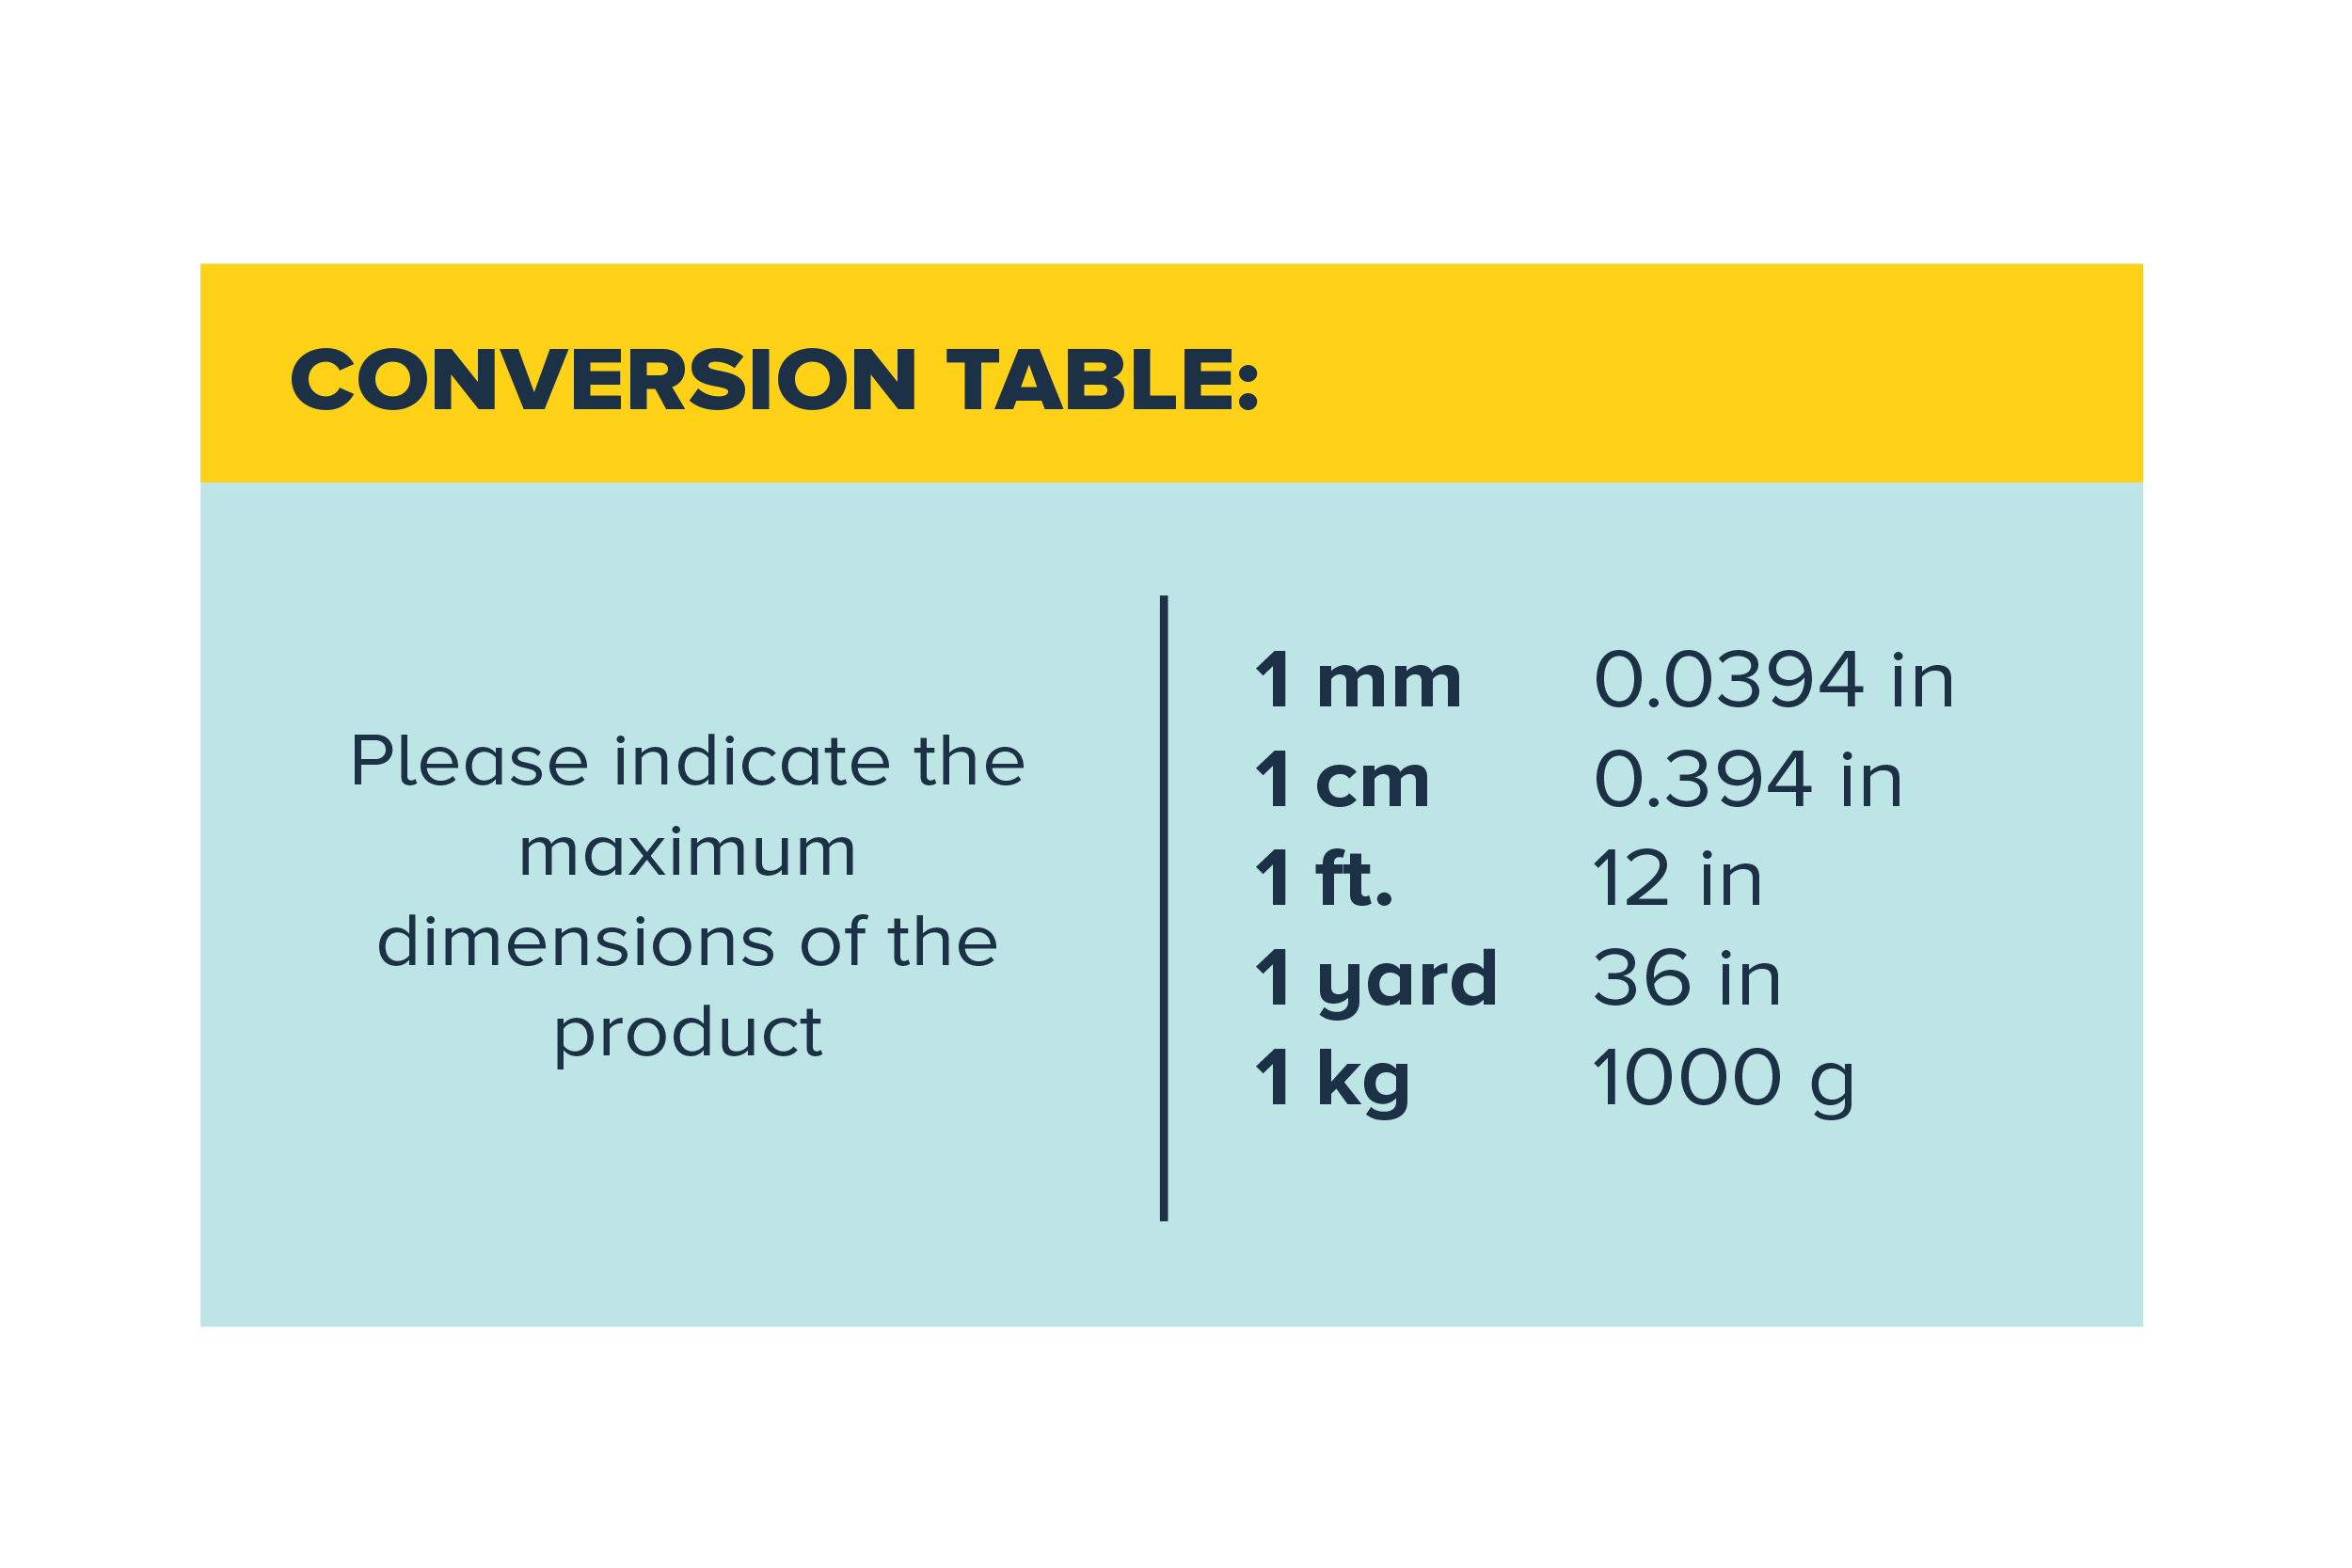 CONVERSION TABLE:
Please indicate the
maximum
dimensions of the
product
1 mm 0.0394 in
1 cm 0.394 in
1 ft. 12 in
1 yard 36 in
1 kg 1000 g